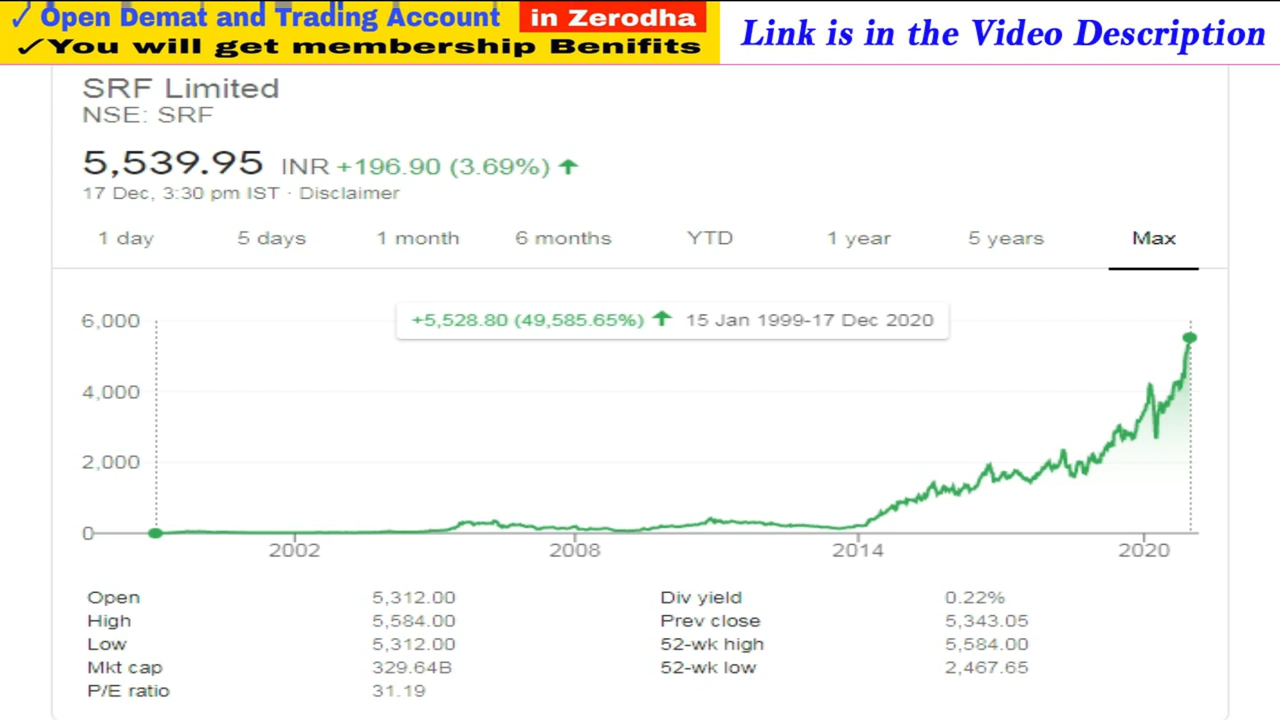 ✓ Open Demat and Trading Account in Zerodha
✓You will get membership Benifits
Link is in the Video Description
SRF Limited
NSE: SRF
5,539.95 INR +196.90 (3.69%) ↑
17 Dec, 3:30 pm IST · Disclaimer
1 day 5 days 1 month 6 months YTD 1 year 5 years Max
+5,528.80 (49,585.65%) ↑ 15 Jan 1999-17 Dec 2020
6,000
4,000
2,000
0
2002 2008 2014 2020
Open 5,312.00 Div yield 0.22%
High 5,584.00 Prev close 5,343.05
Low 5,312.00 52-wk high 5,584.00
Mkt cap 329.64B 52-wk low 2,467.65
P/E ratio 31.19